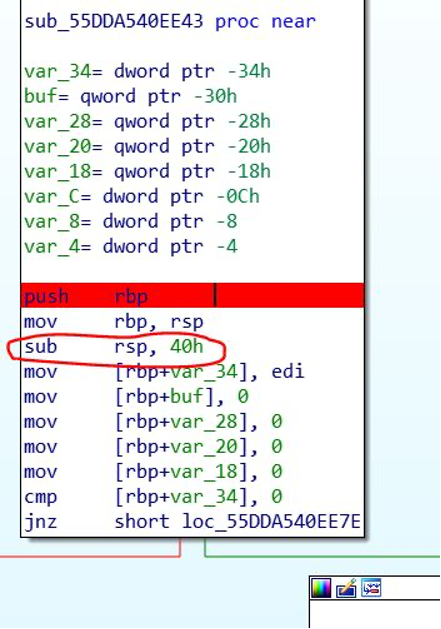 sub_55DDA540EE43 proc near
var_34= dword ptr -34h
buf= qword ptr -30h
var_28= qword ptr -28h
var_20= qword ptr -20h
var_18= qword ptr -18h
var_C= dword ptr -0Ch
var_8= dword ptr -8
var_4= dword ptr -4
push rbp
mov rbp, rsp
sub rsp, 40h
mov [rbp+var_34], edi
mov [rbp+buf], 0
mov [rbp+var_28], 0
mov [rbp+var_20], 0
mov [rbp+var_18], 0
cmp [rbp+var_34], 0
jnz short loc_55DDA540EE7E